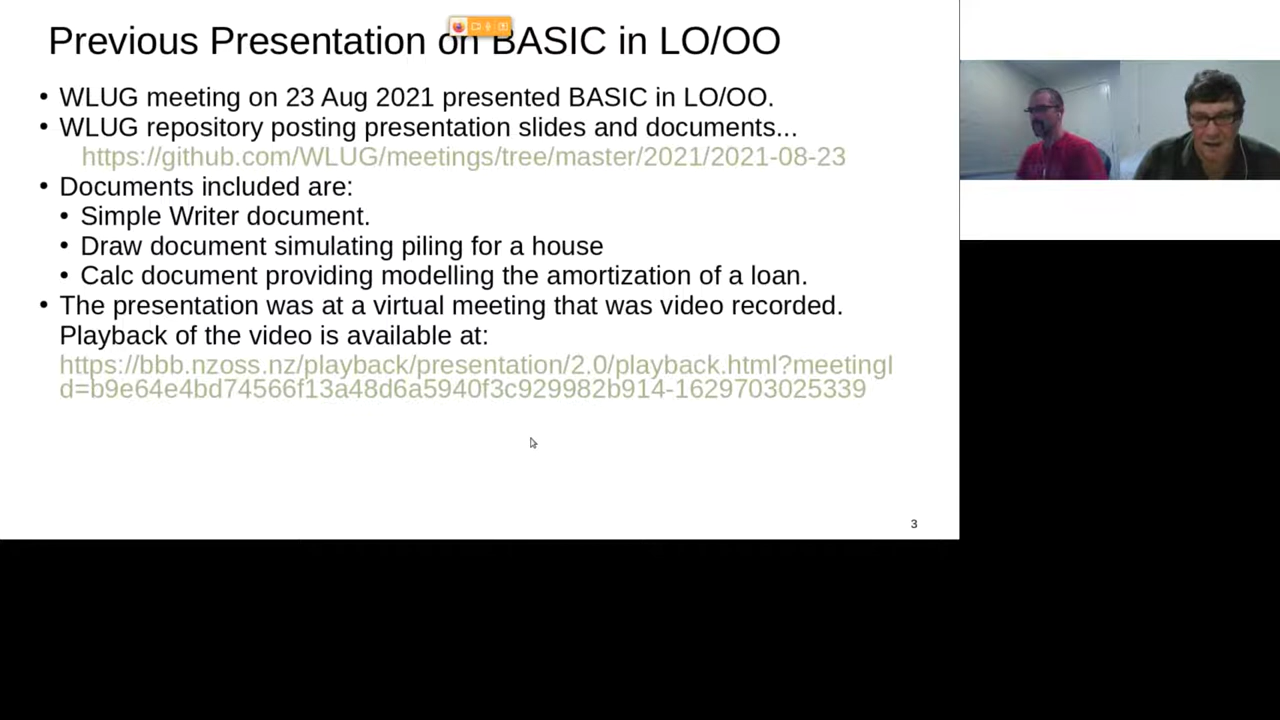 Previous Presentation on BASIC in LO/OO
• WLUG meeting on 23 Aug 2021 presented BASIC in LO/OO.
• WLUG repository posting presentation slides and documents...
https://github.com/WLUG/meetings/tree/master/2021/2021-08-23
• Documents included are:
• Simple Writer document.
• Draw document simulating piling for a house
• Calc document providing modelling the amortization of a loan.
• The presentation was at a virtual meeting that was video recorded.
Playback of the video is available at:
https://bbb.nzoss.nz/playback/presentation/2.0/playback.html?meetingI
d=b9e64e4bd74566f13a48d6a5940f3c929982b914-1629703025339
3